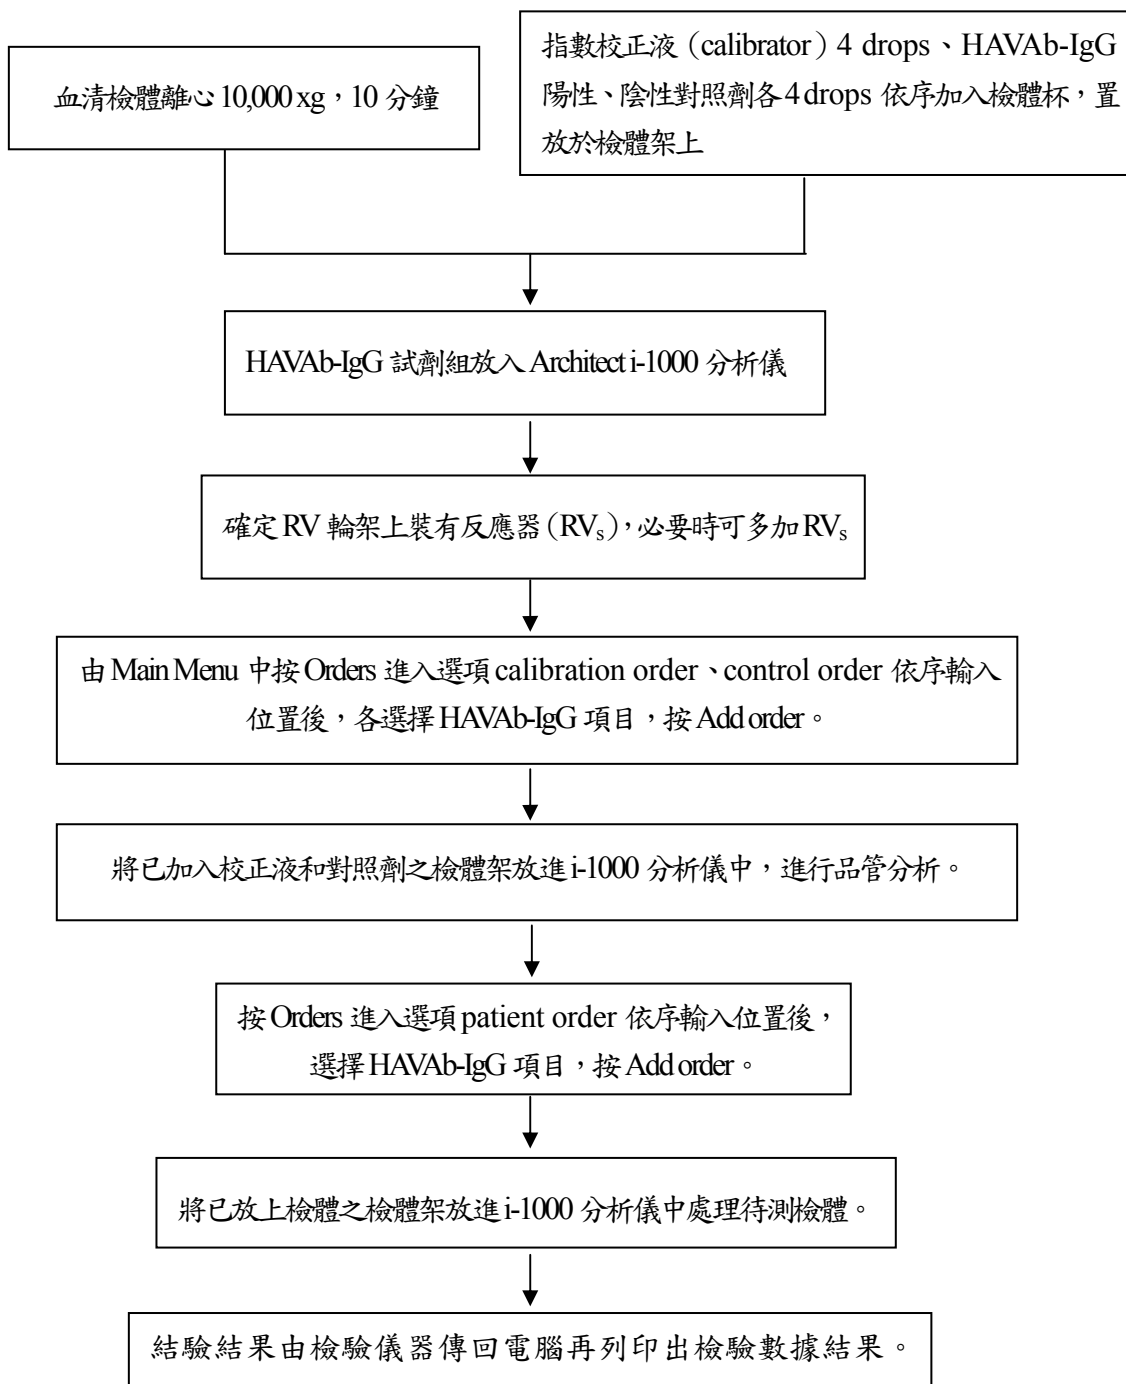 血清檢體離心 10,000 xg，10 分鐘
指數校正液（calibrator）4 drops、HAVAb-IgG
陽性、陰性對照劑各 4 drops 依序加入檢體杯，置
放於檢體架上
HAVAb-IgG 試劑組放入 Architect i-1000 分析儀
確定 RV 輪架上裝有反應器（RVs），必要時可多加 RVs
由 Main Menu 中按 Orders 進入選項 calibration order、control order 依序輸入
位置後，各選擇 HAVAb-IgG 項目，按 Add order。
將已加入校正液和對照劑之檢體架放進 i-1000 分析儀中，進行品管分析。
按 Orders 進入選項 patient order 依序輸入位置後，
選擇 HAVAb-IgG 項目，按 Add order。
將已放上檢體之檢體架放進 i-1000 分析儀中處理待測檢體。
結驗結果由檢驗儀器傳回電腦再列印出檢驗數據結果。